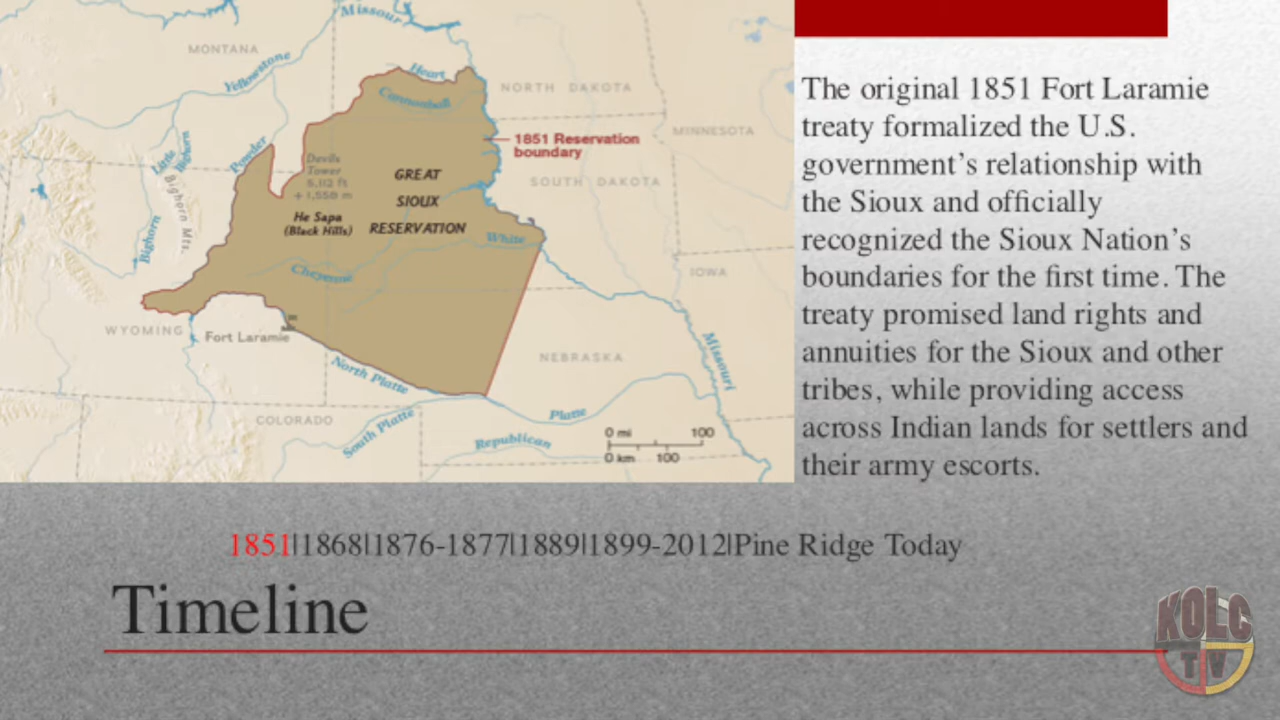 Missouri
MONTANA
Yellowstone
Heart
NORTH DAKOTA
Cannonball
MINNESOTA
1851 Reservation
boundary
Little
Bighorn
Powder
Devils
Tower
5,112 ft
+ 1,558 m
GREAT
SIOUX
RESERVATION
SOUTH DAKOTA
Bighorn Mts.
He Sapa
(Black Hills)
Bighorn
White
Cheyenne
IOWA
WYOMING
Fort Laramie
NEBRASKA
Missouri
North Platte
COLORADO
South Platte
Platte
Republican
0 mi 100
0 km 100
The original 1851 Fort Laramie
treaty formalized the U.S.
government’s relationship with
the Sioux and officially
recognized the Sioux Nation’s
boundaries for the first time. The
treaty promised land rights and
annuities for the Sioux and other
tribes, while providing access
across Indian lands for settlers and
their army escorts.
1851|1868|1876-1877|1889|1899-2012|Pine Ridge Today
Timeline
KOLC
TV